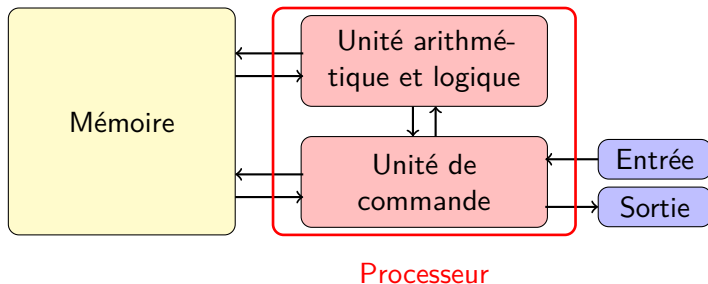 Mémoire
Unité arithmé-
tique et logique
Unité de
commande
Entrée
Sortie
Processeur